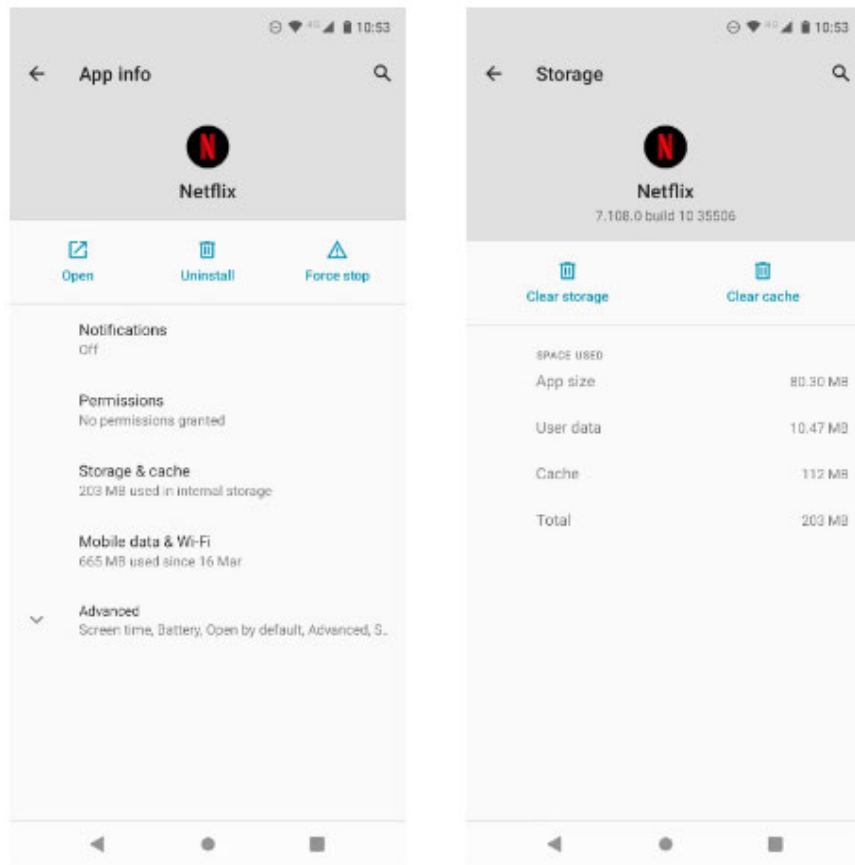 10:53
App info
N
Netflix
Open Uninstall Force stop
Notifications
Off
Permissions
No permissions granted
Storage & cache
203 MB used in internal storage
Mobile data & Wi-Fi
665 MB used since 16 Mar
Advanced
Screen time, Battery, Open by default, Advanced, S..
4G 10:53
Storage
N
Netflix
7.108.0 build 10 35506
Clear storage Clear cache
SPACE USED
App size 80.30 MB
User data 10.47 MB
Cache 112 MB
Total 203 MB